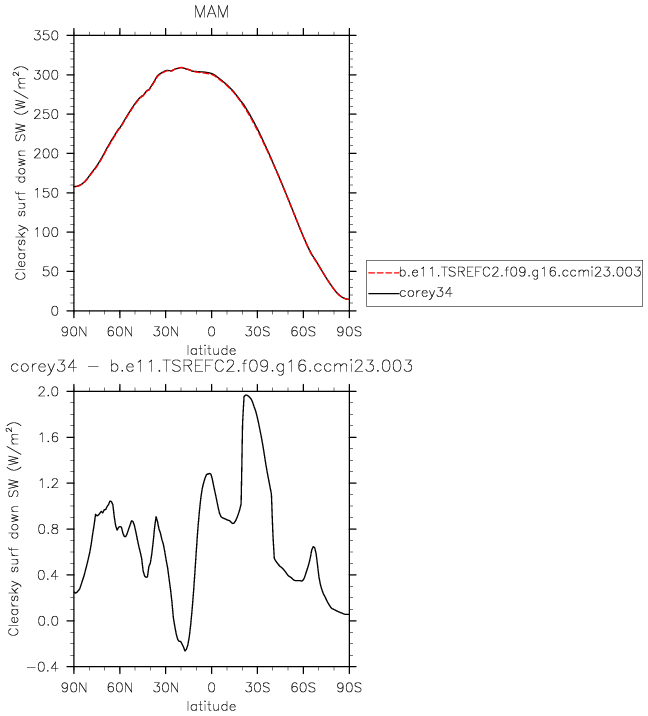 MAM
350
300
250
200
150
100
50
0
Clearsky surf down SW (W/m²)
90N 60N 30N 0 30S 60S 90S
latitude
b.e11.TSREFC2.f09.g16.ccmi23.003
corey34
corey34 − b.e11.TSREFC2.f09.g16.ccmi23.003
2.0
1.6
1.2
0.8
0.4
0.0
−0.4
Clearsky surf down SW (W/m²)
90N 60N 30N 0 30S 60S 90S
latitude